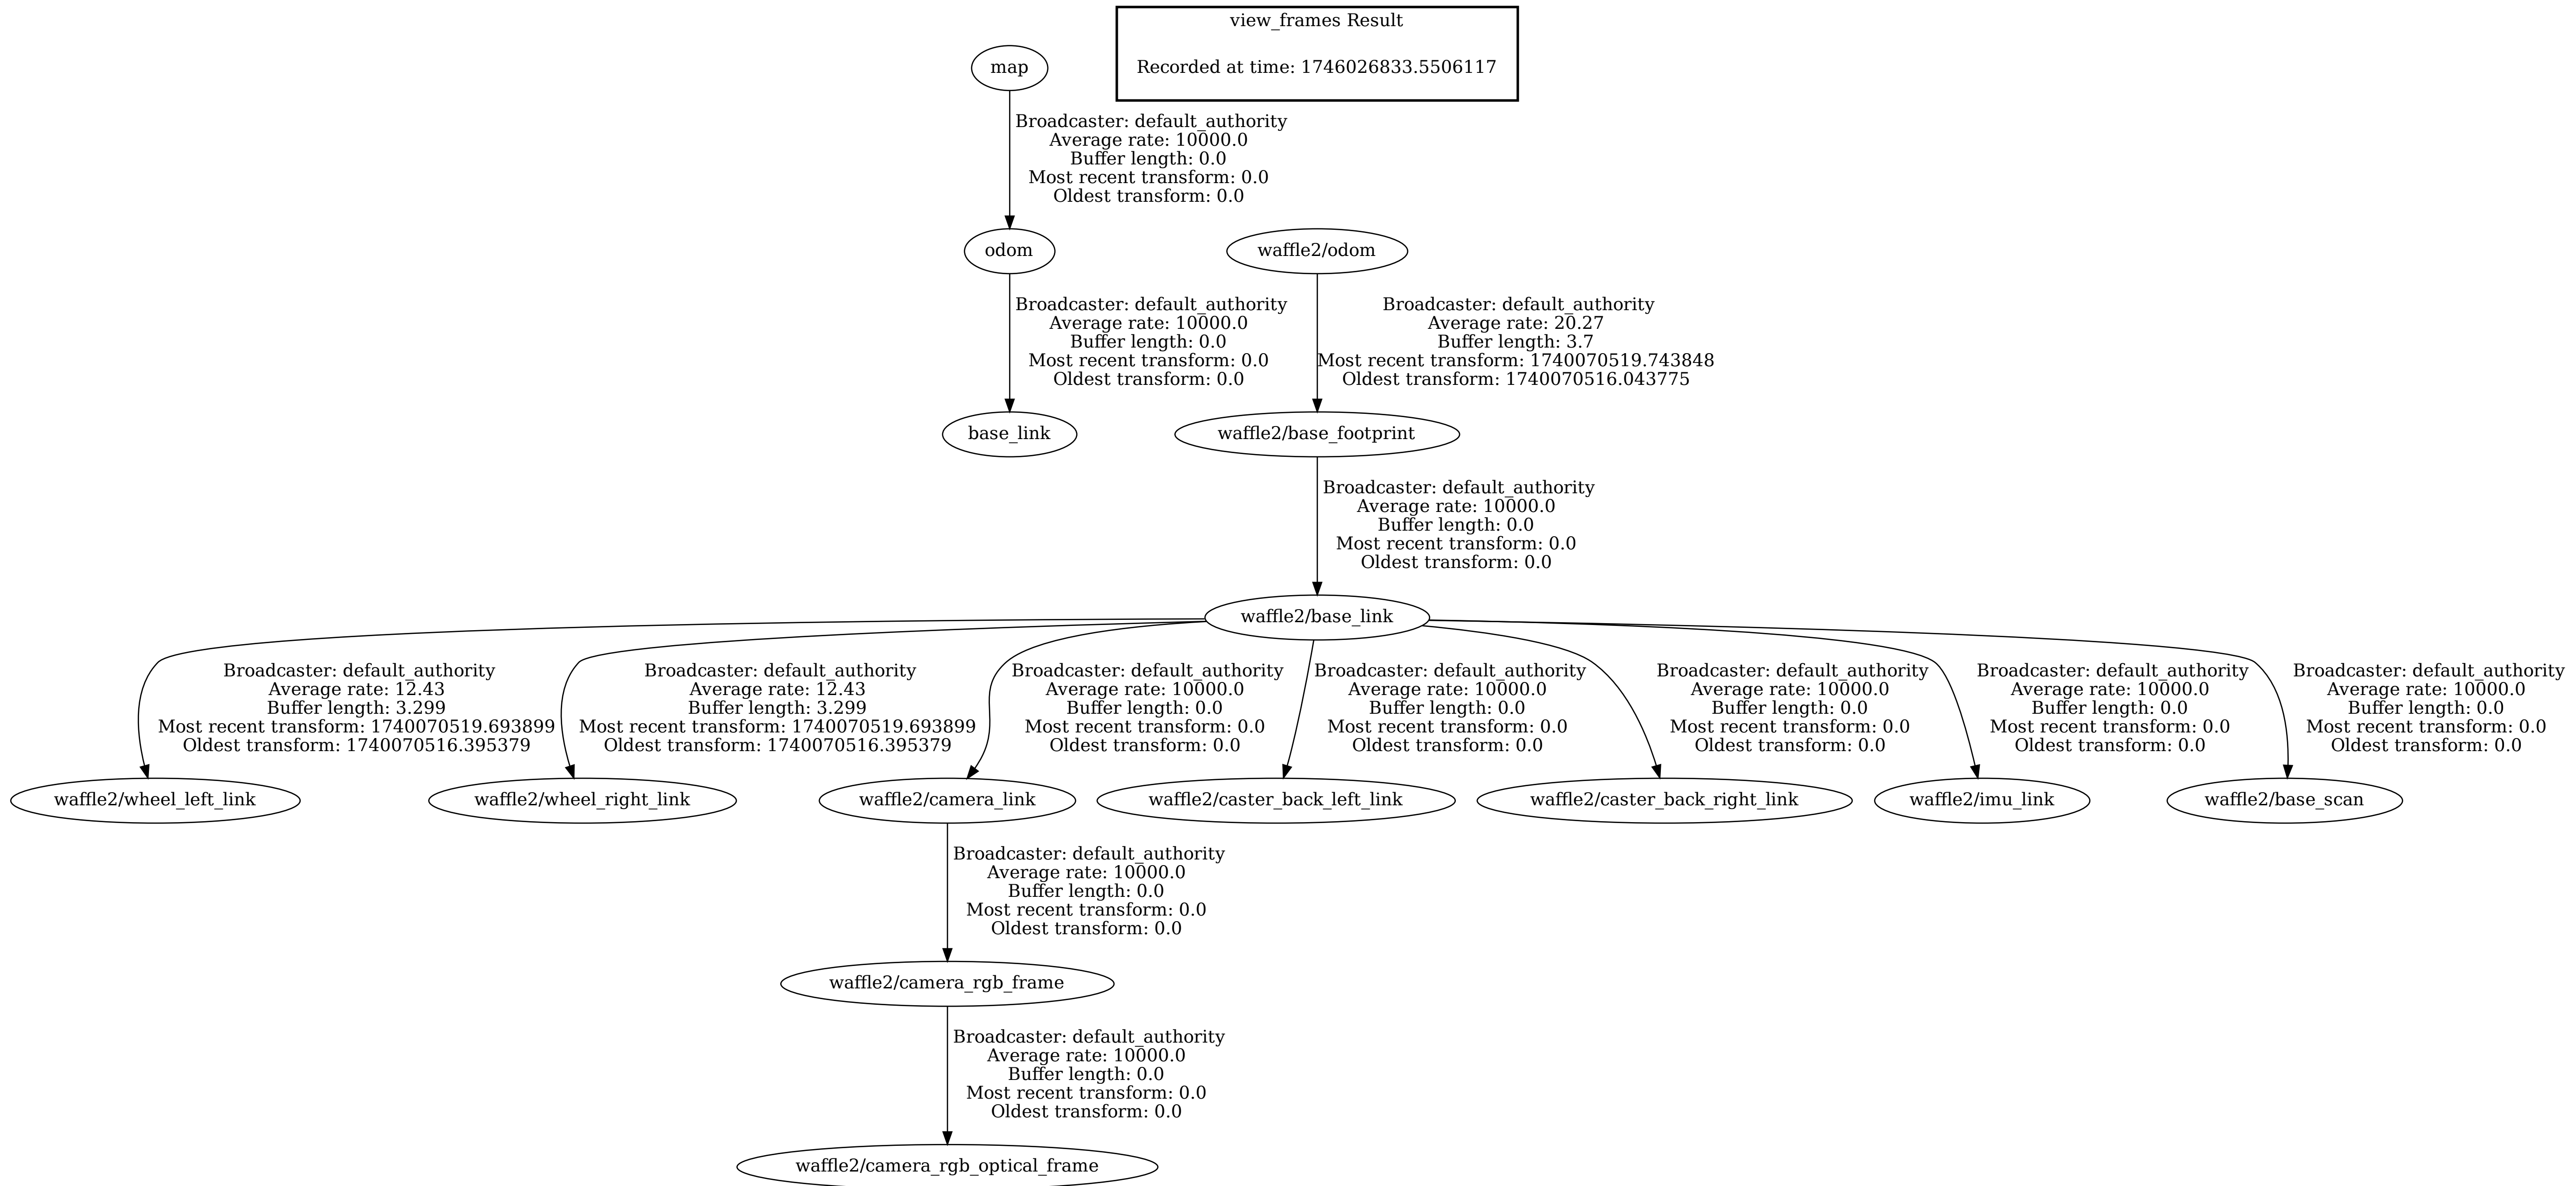 view_frames Result
Recorded at time: 1746026833.5506117
map
Broadcaster: default_authority
Average rate: 10000.0
Buffer length: 0.0
Most recent transform: 0.0
Oldest transform: 0.0
odom
waffle2/odom
Broadcaster: default_authority
Average rate: 10000.0
Buffer length: 0.0
Most recent transform: 0.0
Oldest transform: 0.0
Broadcaster: default_authority
Average rate: 20.27
Buffer length: 3.7
Most recent transform: 1740070519.743848
Oldest transform: 1740070516.043775
base_link
waffle2/base_footprint
Broadcaster: default_authority
Average rate: 10000.0
Buffer length: 0.0
Most recent transform: 0.0
Oldest transform: 0.0
waffle2/base_link
Broadcaster: default_authority
Average rate: 12.43
Buffer length: 3.299
Most recent transform: 1740070519.693899
Oldest transform: 1740070516.395379
Broadcaster: default_authority
Average rate: 12.43
Buffer length: 3.299
Most recent transform: 1740070519.693899
Oldest transform: 1740070516.395379
Broadcaster: default_authority
Average rate: 10000.0
Buffer length: 0.0
Most recent transform: 0.0
Oldest transform: 0.0
Broadcaster: default_authority
Average rate: 10000.0
Buffer length: 0.0
Most recent transform: 0.0
Oldest transform: 0.0
Broadcaster: default_authority
Average rate: 10000.0
Buffer length: 0.0
Most recent transform: 0.0
Oldest transform: 0.0
Broadcaster: default_authority
Average rate: 10000.0
Buffer length: 0.0
Most recent transform: 0.0
Oldest transform: 0.0
Broadcaster: default_authority
Average rate: 10000.0
Buffer length: 0.0
Most recent transform: 0.0
Oldest transform: 0.0
waffle2/wheel_left_link
waffle2/wheel_right_link
waffle2/camera_link
waffle2/caster_back_left_link
waffle2/caster_back_right_link
waffle2/imu_link
waffle2/base_scan
Broadcaster: default_authority
Average rate: 10000.0
Buffer length: 0.0
Most recent transform: 0.0
Oldest transform: 0.0
waffle2/camera_rgb_frame
Broadcaster: default_authority
Average rate: 10000.0
Buffer length: 0.0
Most recent transform: 0.0
Oldest transform: 0.0
waffle2/camera_rgb_optical_frame